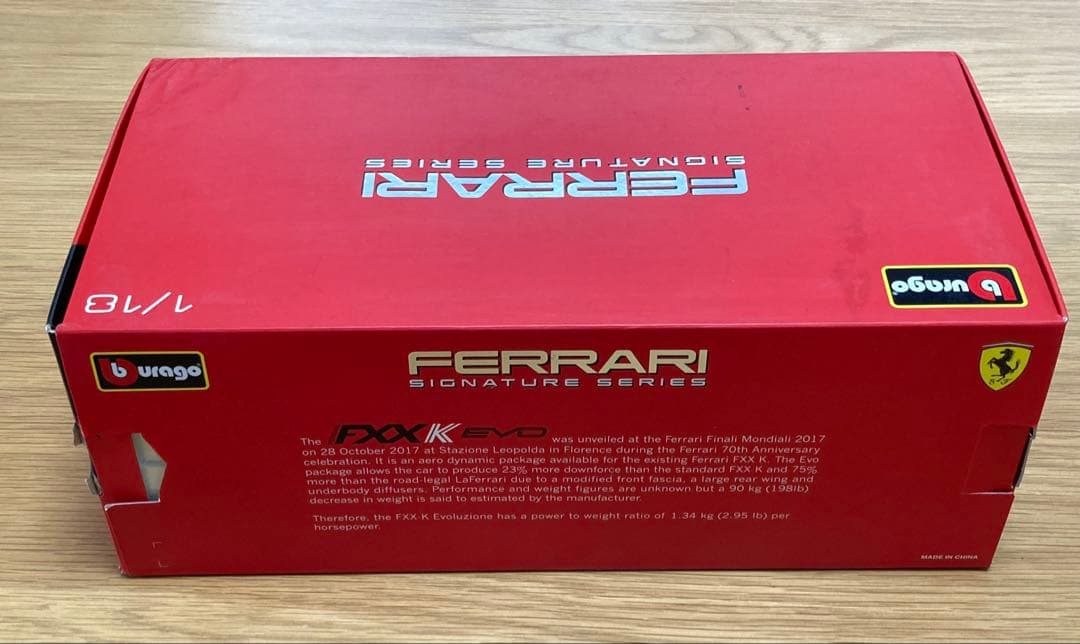 FERRARI
SIGNATURE SERIES
1/18
burago
burago
FERRARI
SIGNATURE SERIES
The FXX K EVO was unveiled at the Ferrari Finali Mondiali 2017
on 28 October 2017 at Stazione Leopolda in Florence during the Ferrari 70th Anniversary
celebration. It is an aero dynamic package available for the existing Ferrari FXX K. The Evo
package allows the car to produce 23% more downforce than the standard FXX K and 75%
more than the road-legal LaFerrari due to a modified front fascia, a large rear wing and
underbody diffusers. Performance and weight figures are unknown but a 90 kg (198lb)
decrease in weight is said to estimated by the manufacturer.
Therefore, the FXX-K Evoluzione has a power to weight ratio of 1.34 kg (2.95 lb) per
horsepower.
MADE IN CHINA